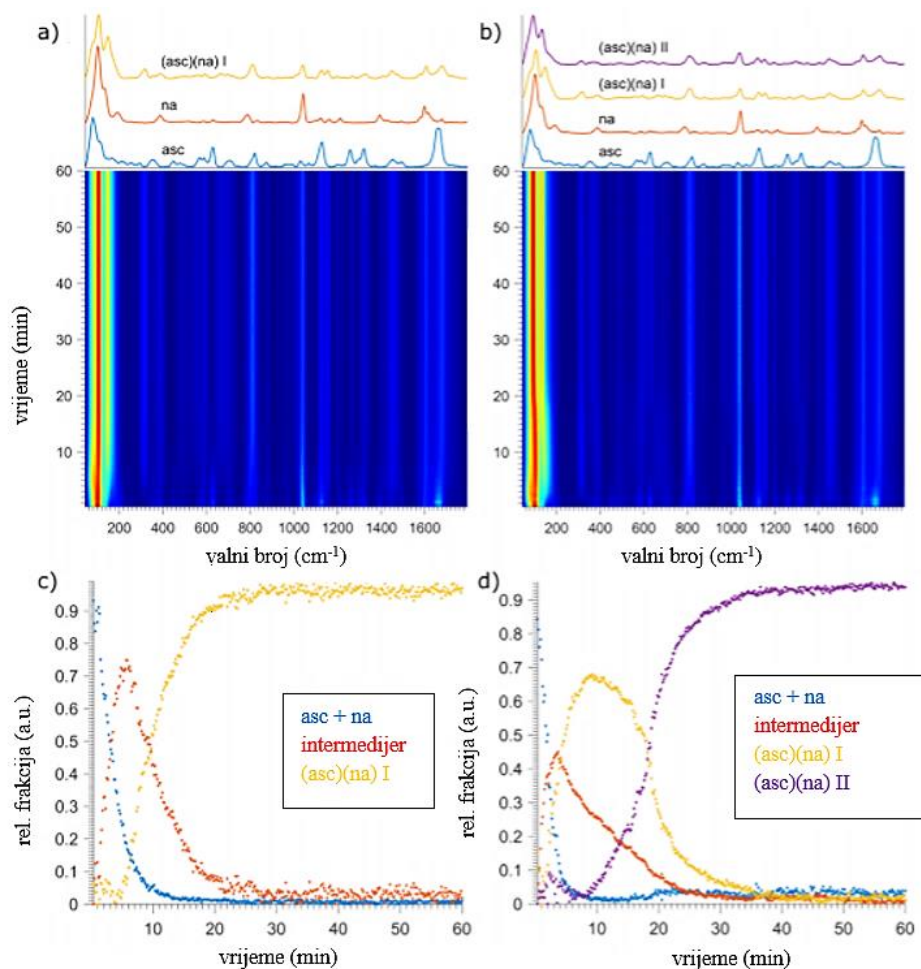 a)
(asc)(na) I
na
asc
b)
(asc)(na) II
(asc)(na) I
na
asc
60
50
40
30
20
10
vrijeme (min)
200 400 600 800 1000 1200 1400 1600
valni broj (cm⁻¹)
60
50
40
30
20
10
200 400 600 800 1000 1200 1400 1600
valni broj (cm⁻¹)
c)
0.9
0.8
0.7
0.6
0.5
0.4
0.3
0.2
0.1
0
rel. frakcija (a.u.)
asc + na
intermedijer
(asc)(na) I
10 20 30 40 50 60
vrijeme (min)
d)
0.9
0.8
0.7
0.6
0.5
0.4
0.3
0.2
0.1
0
rel. frakcija (a.u.)
asc + na
intermedijer
(asc)(na) I
(asc)(na) II
10 20 30 40 50 60
vrijeme (min)